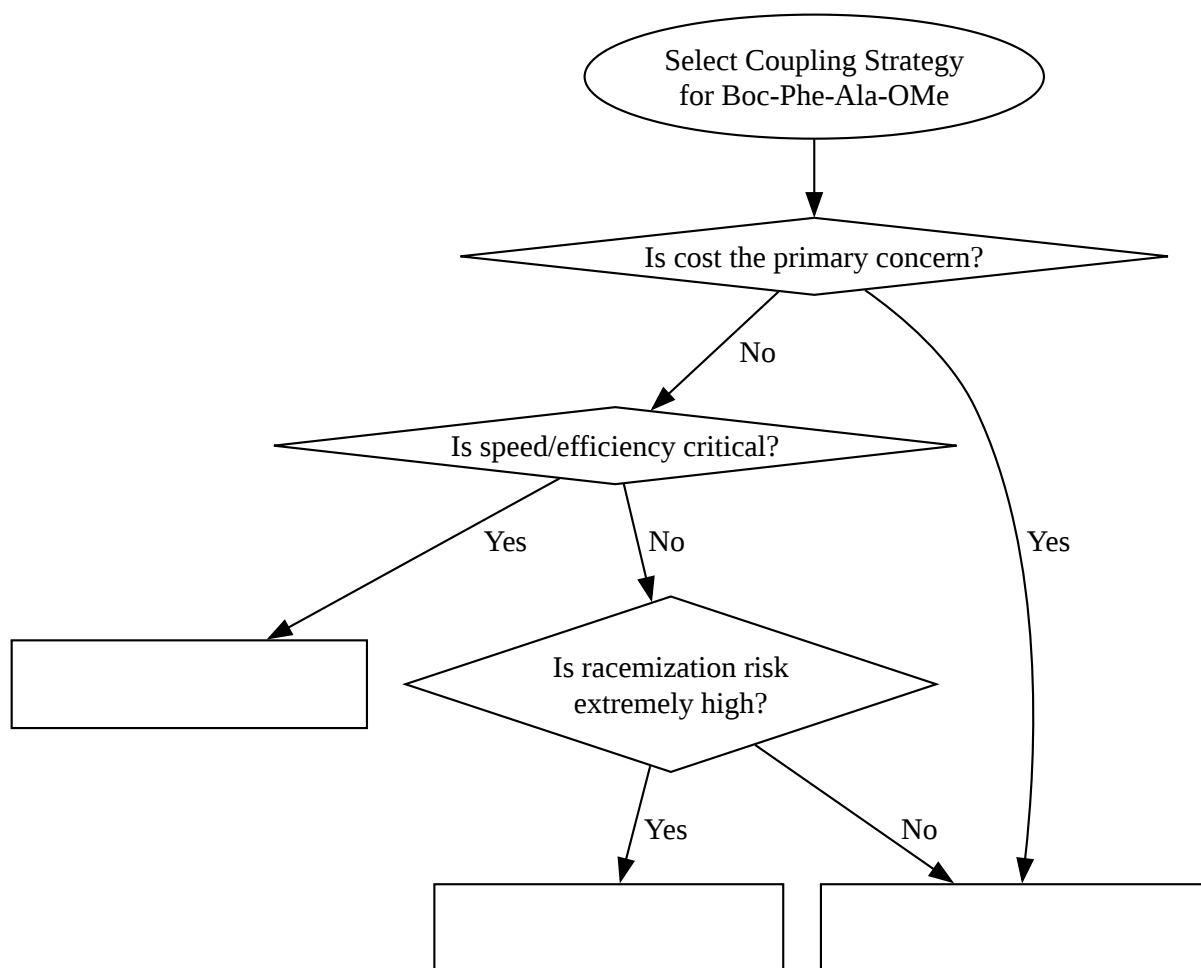 Select Coupling Strategy
for Boc-Phe-Ala-OMe
Is cost the primary concern?
No
Is speed/efficiency critical?
Yes
No
Yes
Is racemization risk
extremely high?
Yes
No